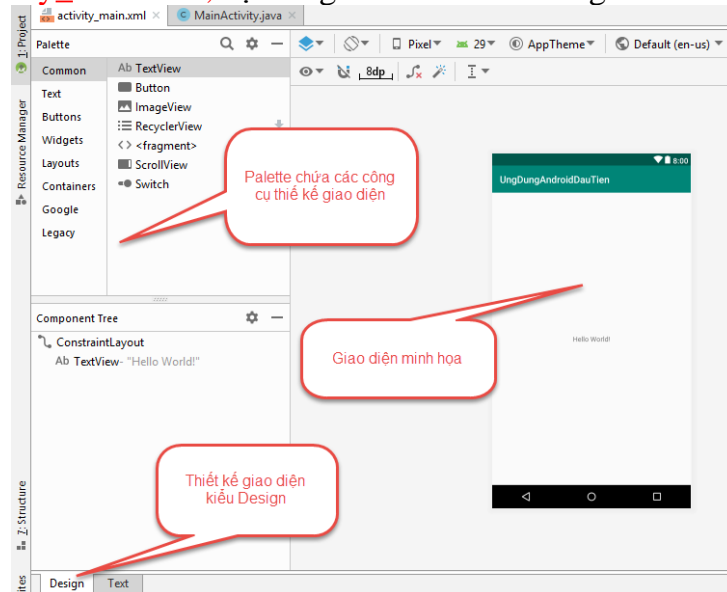 activity_main.xml
MainActivity.java
1: Project
Resource Manager
Z: Structure
Palette
Common
Text
Buttons
Widgets
Layouts
Containers
Google
Legacy
Ab TextView
Button
ImageView
RecyclerView
<fragment>
ScrollView
Switch
Pixel
29
AppTheme
Default (en-us)
8dp
Palette chứa các công
cụ thiế kế giao diện
8:00
UngDungAndroidDauTien
Hello World!
Giao diện minh họa
Component Tree
ConstraintLayout
Ab TextView- "Hello World!"
Thiết kế giao diện
kiểu Design
Design
Text